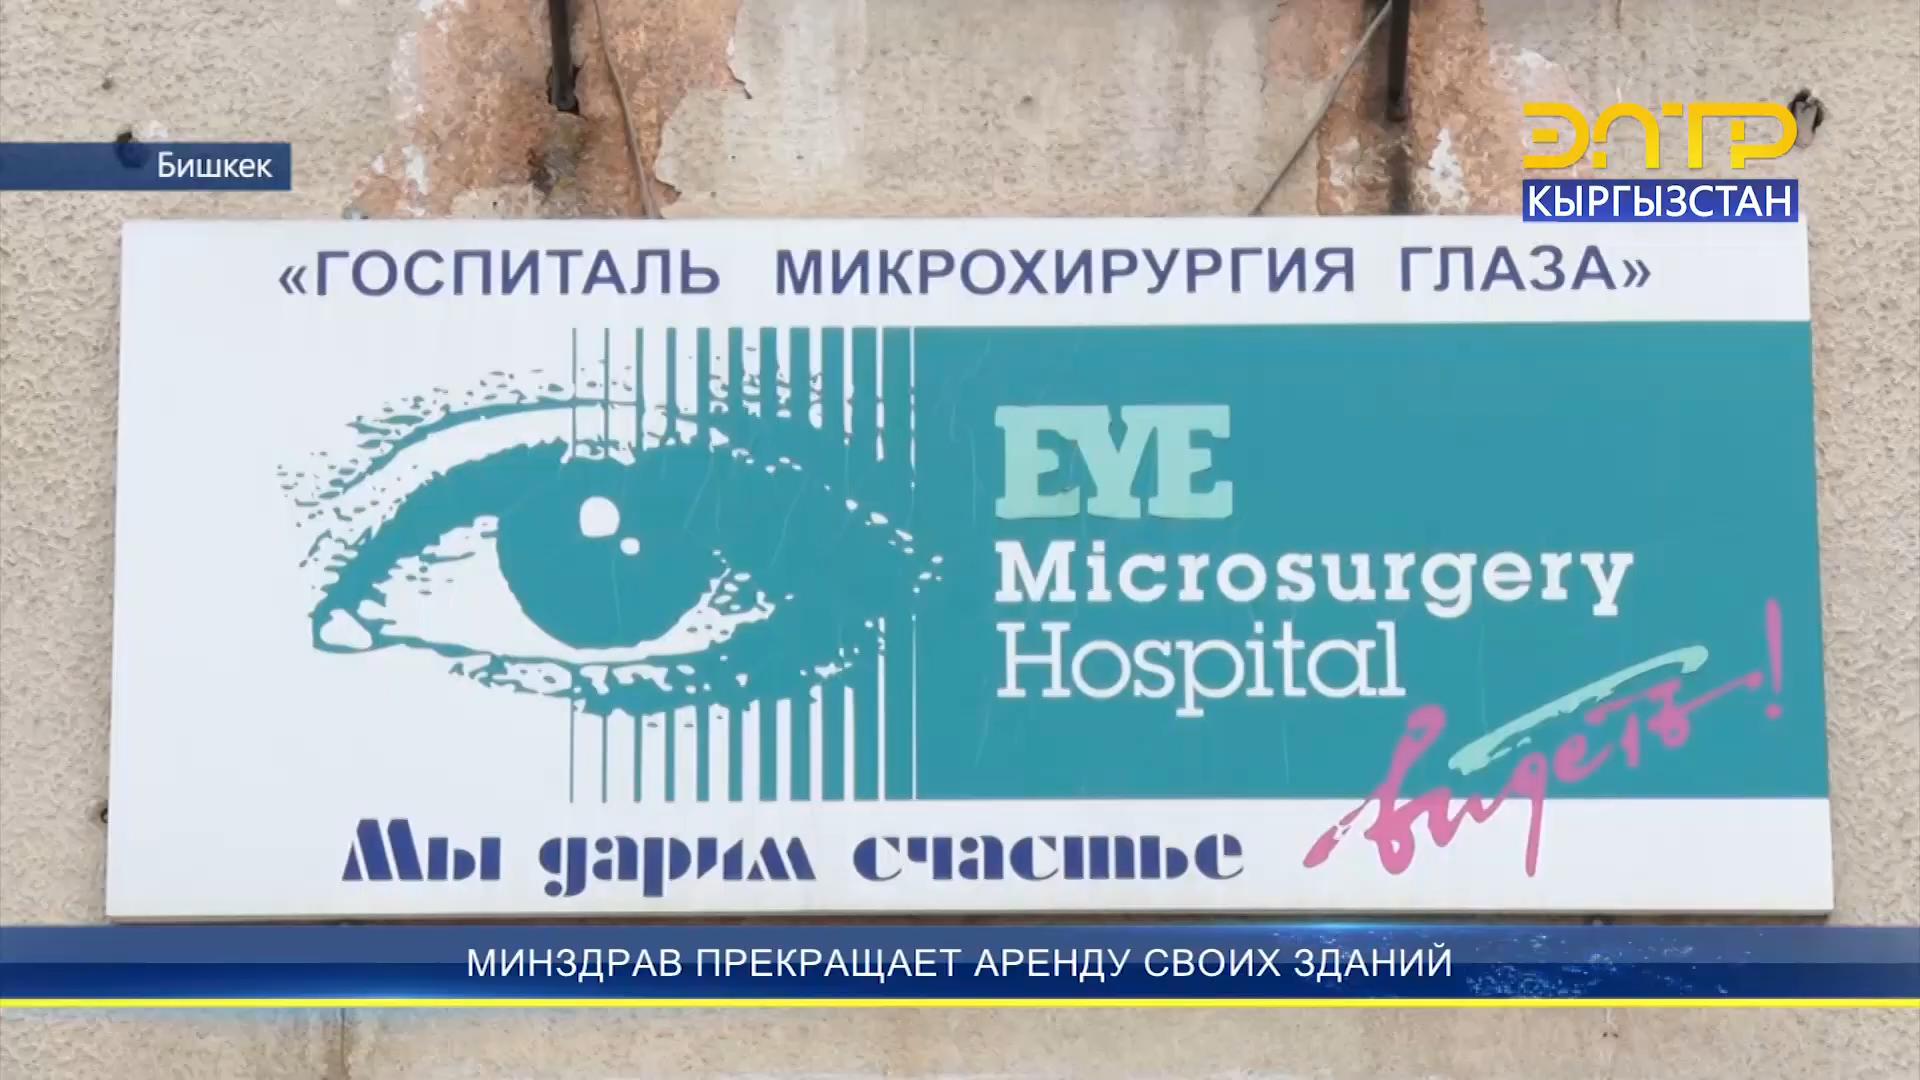 Бишкек
ЭЛТР
КЫРГЫЗСТАН
«ГОСПИТАЛЬ МИКРОХИРУРГИЯ ГЛАЗА»
EYE
Microsurgery
Hospital
Мы дарим счастье видеть!
МИНЗДРАВ ПРЕКРАЩАЕТ АРЕНДУ СВОИХ ЗДАНИЙ